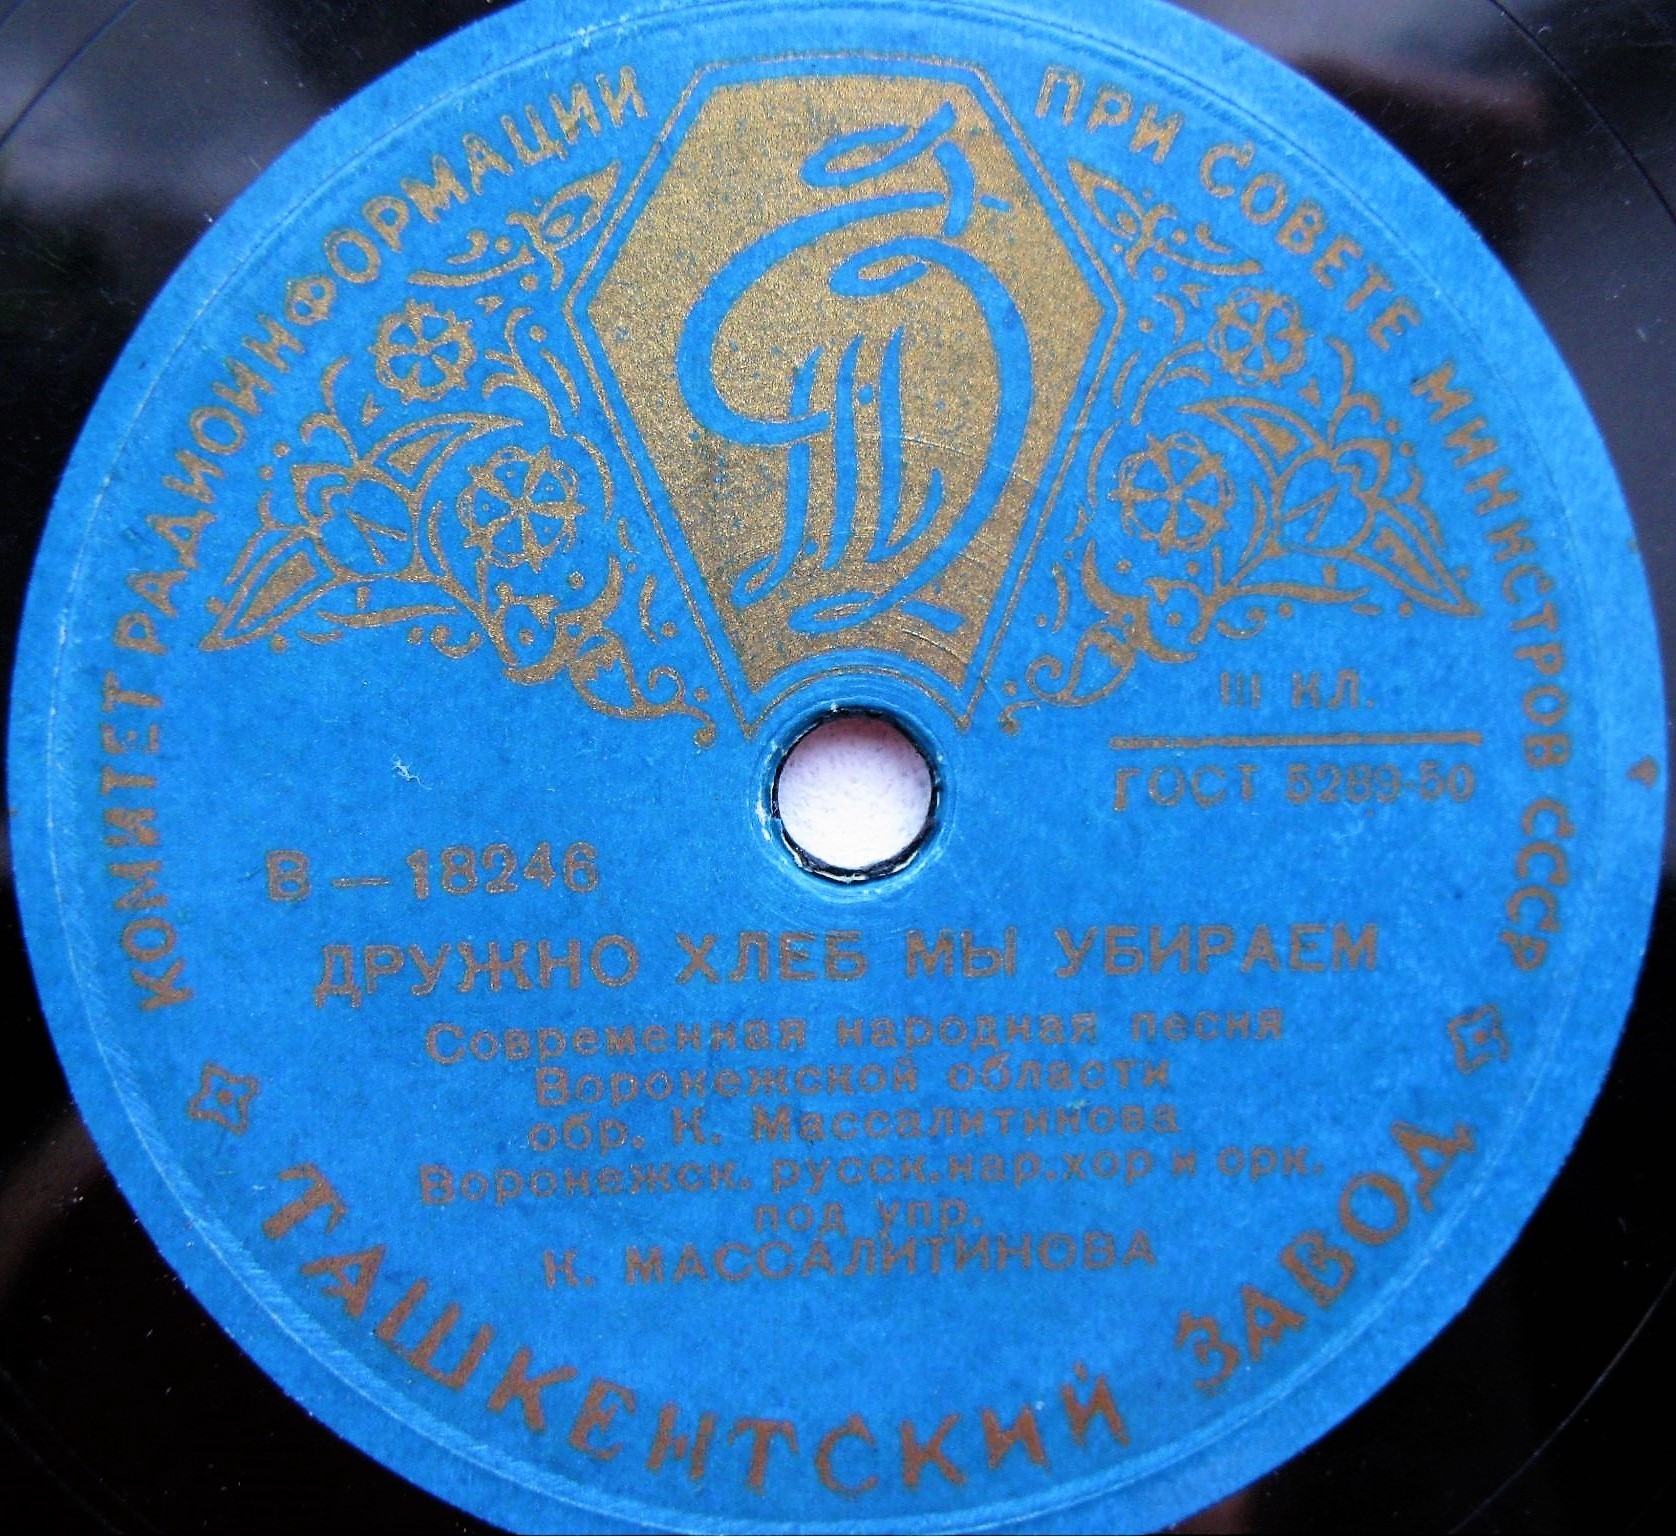 КОМИТЕТ РАДИОИНФОРМАЦИИ ПРИ СОВЕТЕ МИНИСТРОВ СССР
III КЛ.
ГОСТ 5289-50
В — 18246
ДРУЖНО ХЛЕБ МЫ УБИРАЕМ
Современная народная песня
Воронежской области
обр. К. Массалитинова
Воронежск. русск. нар. хор и орк.
под упр.
К. МАССАЛИТИНОВА
ТАШКЕНТСКИЙ ЗАВОД